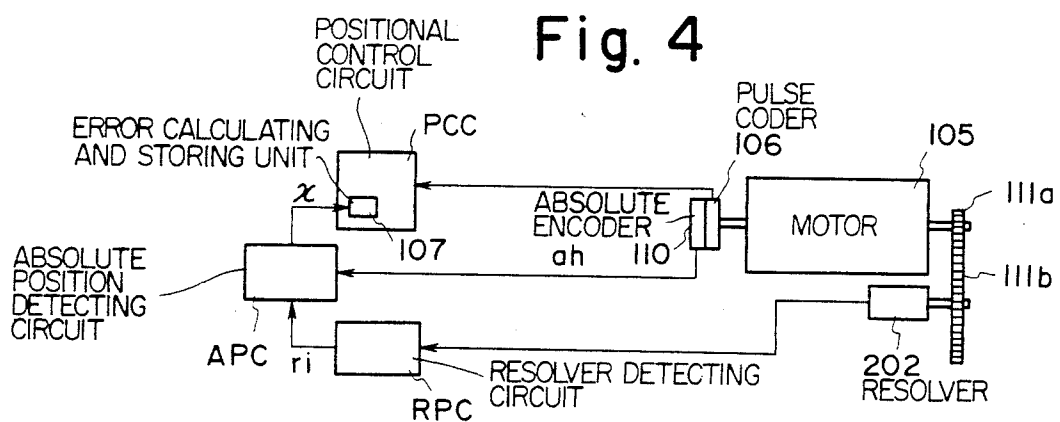 Fig. 4
POSITIONAL
CONTROL
CIRCUIT
PCC
ERROR CALCULATING
AND STORING UNIT
x
107
PULSE
CODER
106
105
ABSOLUTE
ENCODER
110
ah
MOTOR
111a
111b
ABSOLUTE
POSITION
DETECTING
CIRCUIT
APC
ri
RESOLVER DETECTING
CIRCUIT
RPC
202
RESOLVER